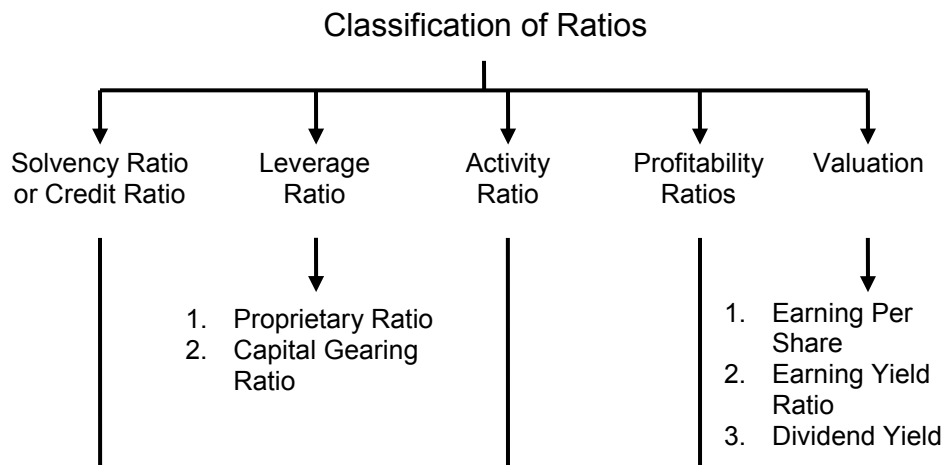 Classification of Ratios
Solvency Ratio
or Credit Ratio
Leverage
Ratio
Activity
Ratio
Profitability
Ratios
Valuation
1. Proprietary Ratio
2. Capital Gearing
Ratio
1. Earning Per
Share
2. Earning Yield
Ratio
3. Dividend Yield